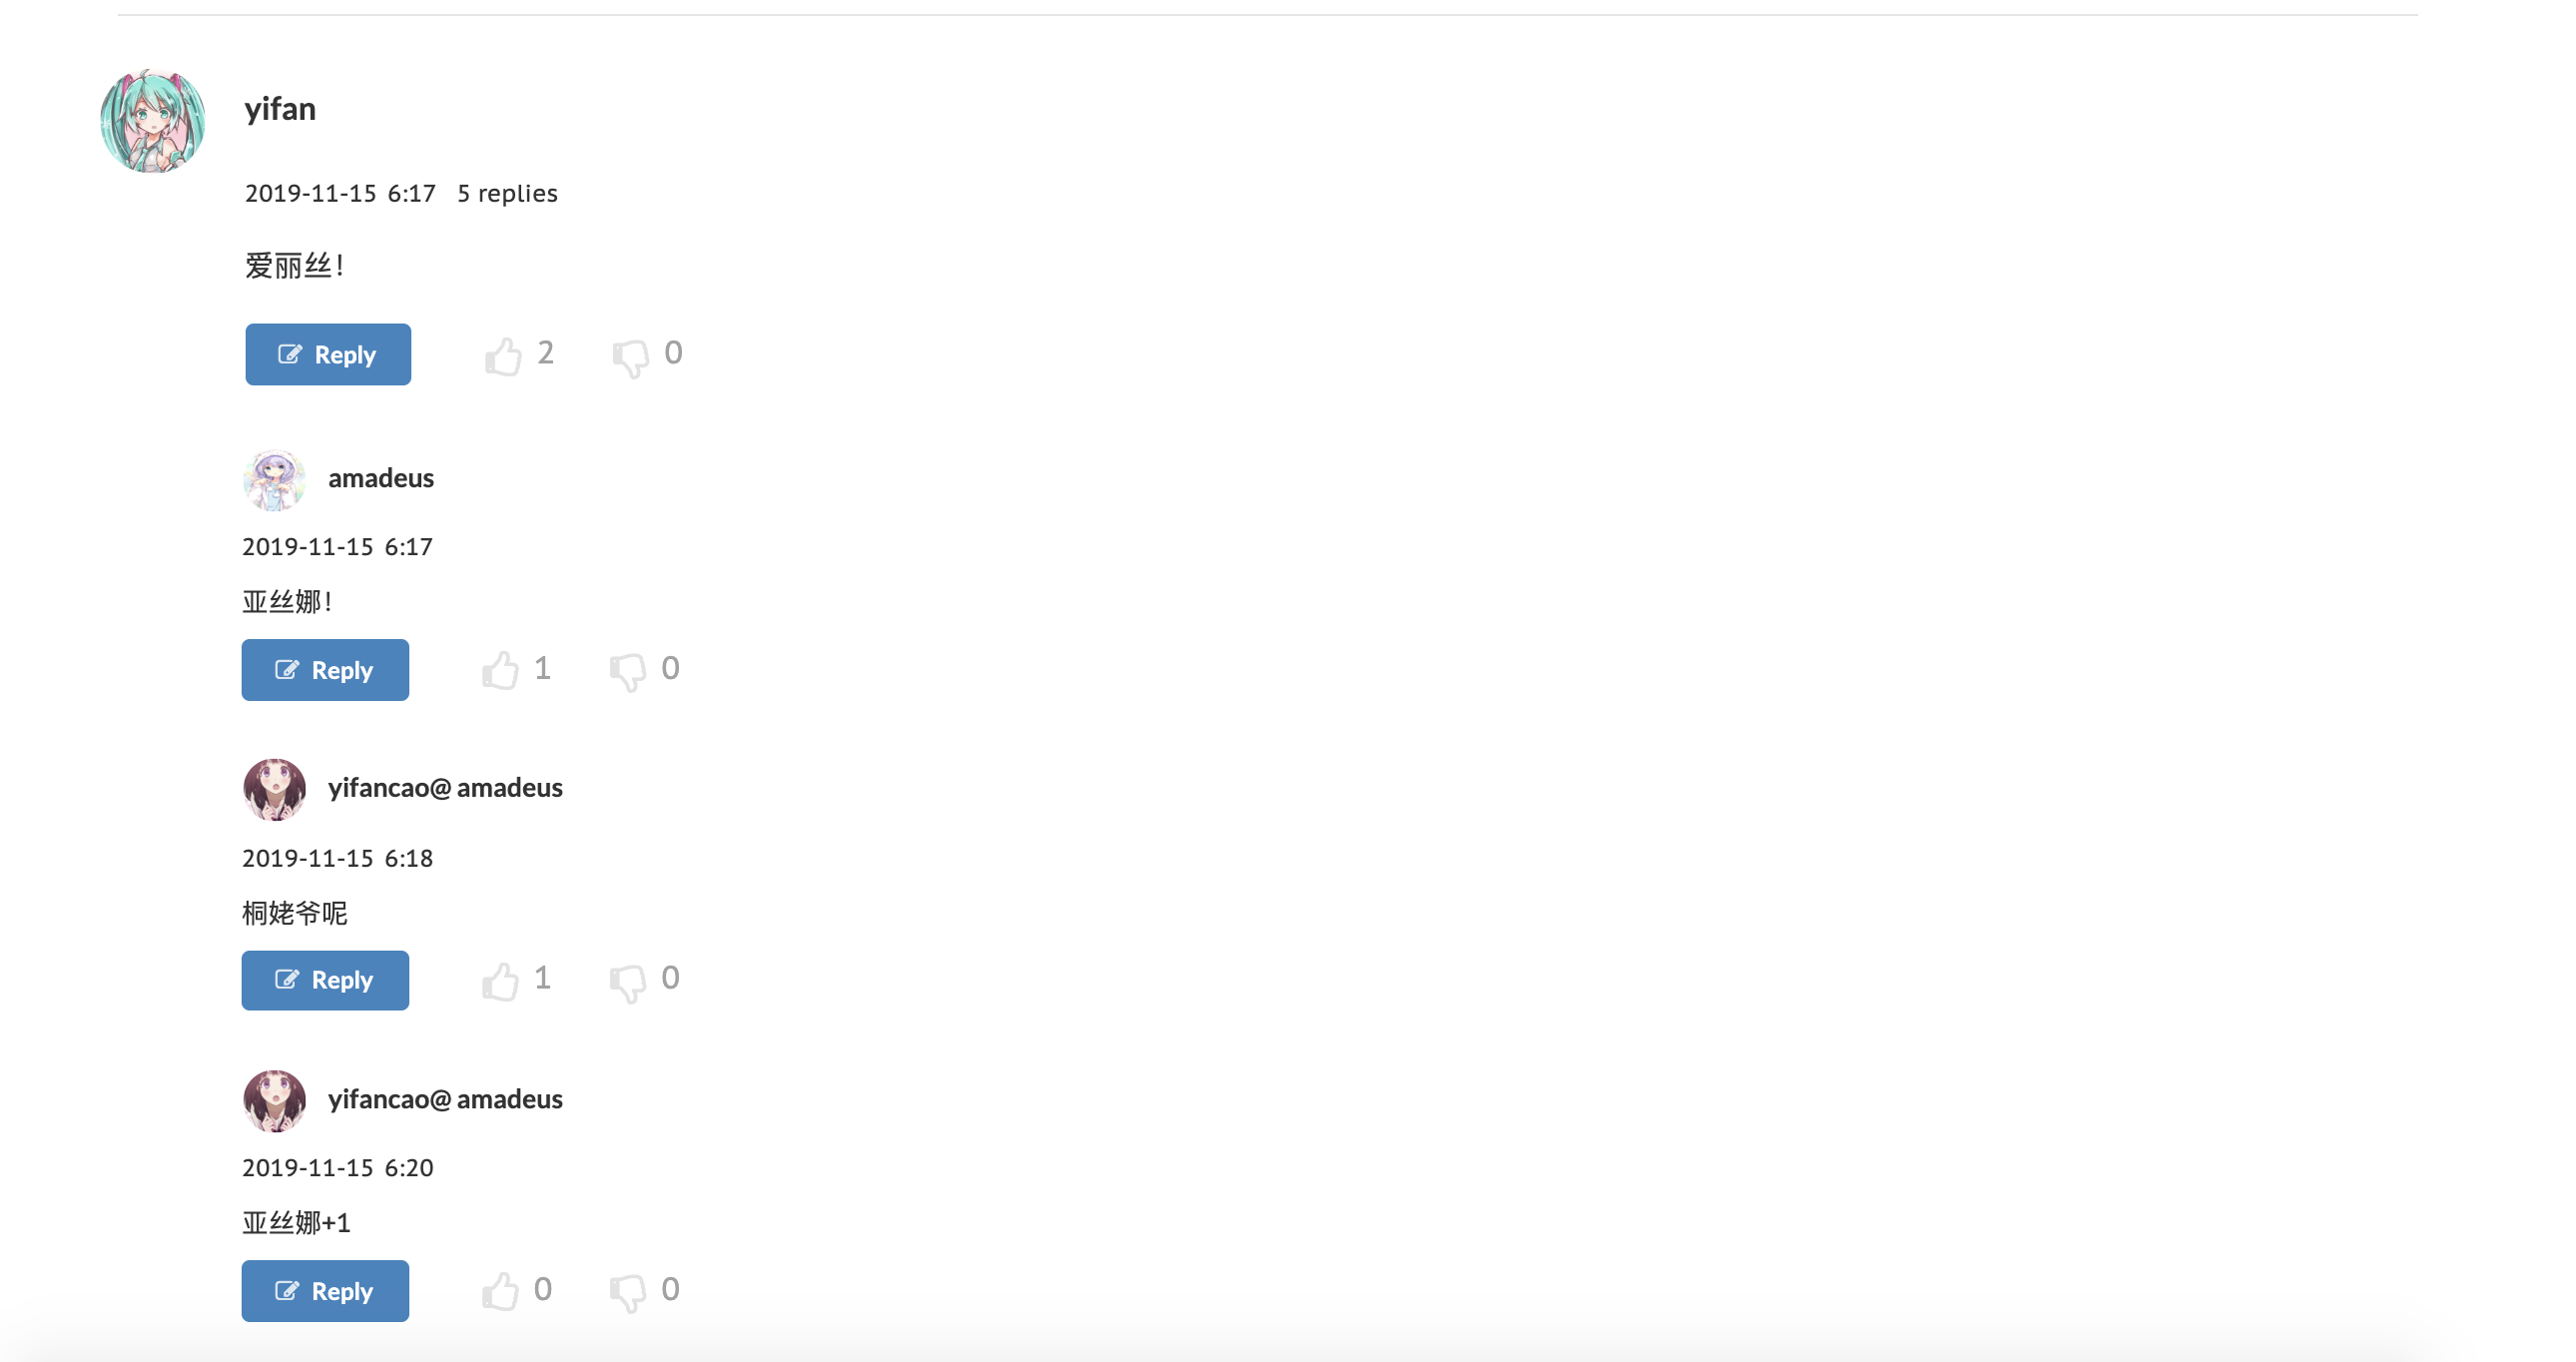 yifan
2019-11-15 6:17 5 replies
爱丽丝！
Reply 2 0
amadeus
2019-11-15 6:17
亚丝娜！
Reply 1 0
yifancao@ amadeus
2019-11-15 6:18
桐姥爷呢
Reply 1 0
yifancao@ amadeus
2019-11-15 6:20
亚丝娜+1
Reply 0 0